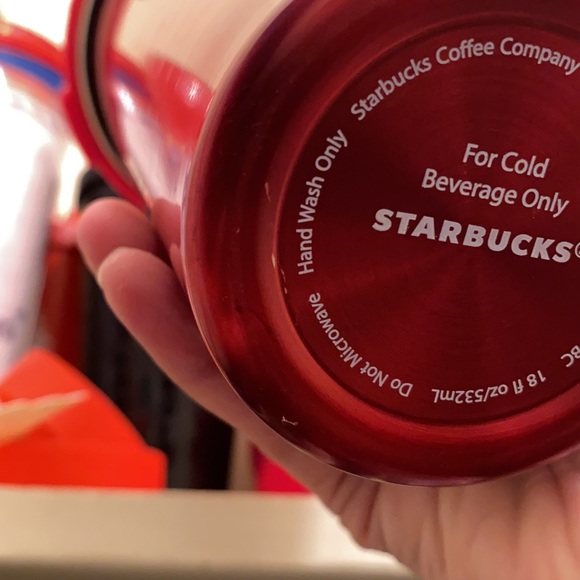 Starbucks Coffee Company
For Cold
Beverage Only
STARBUCKS®
Hand Wash Only
Do Not Microwave
18 fl oz/532mL